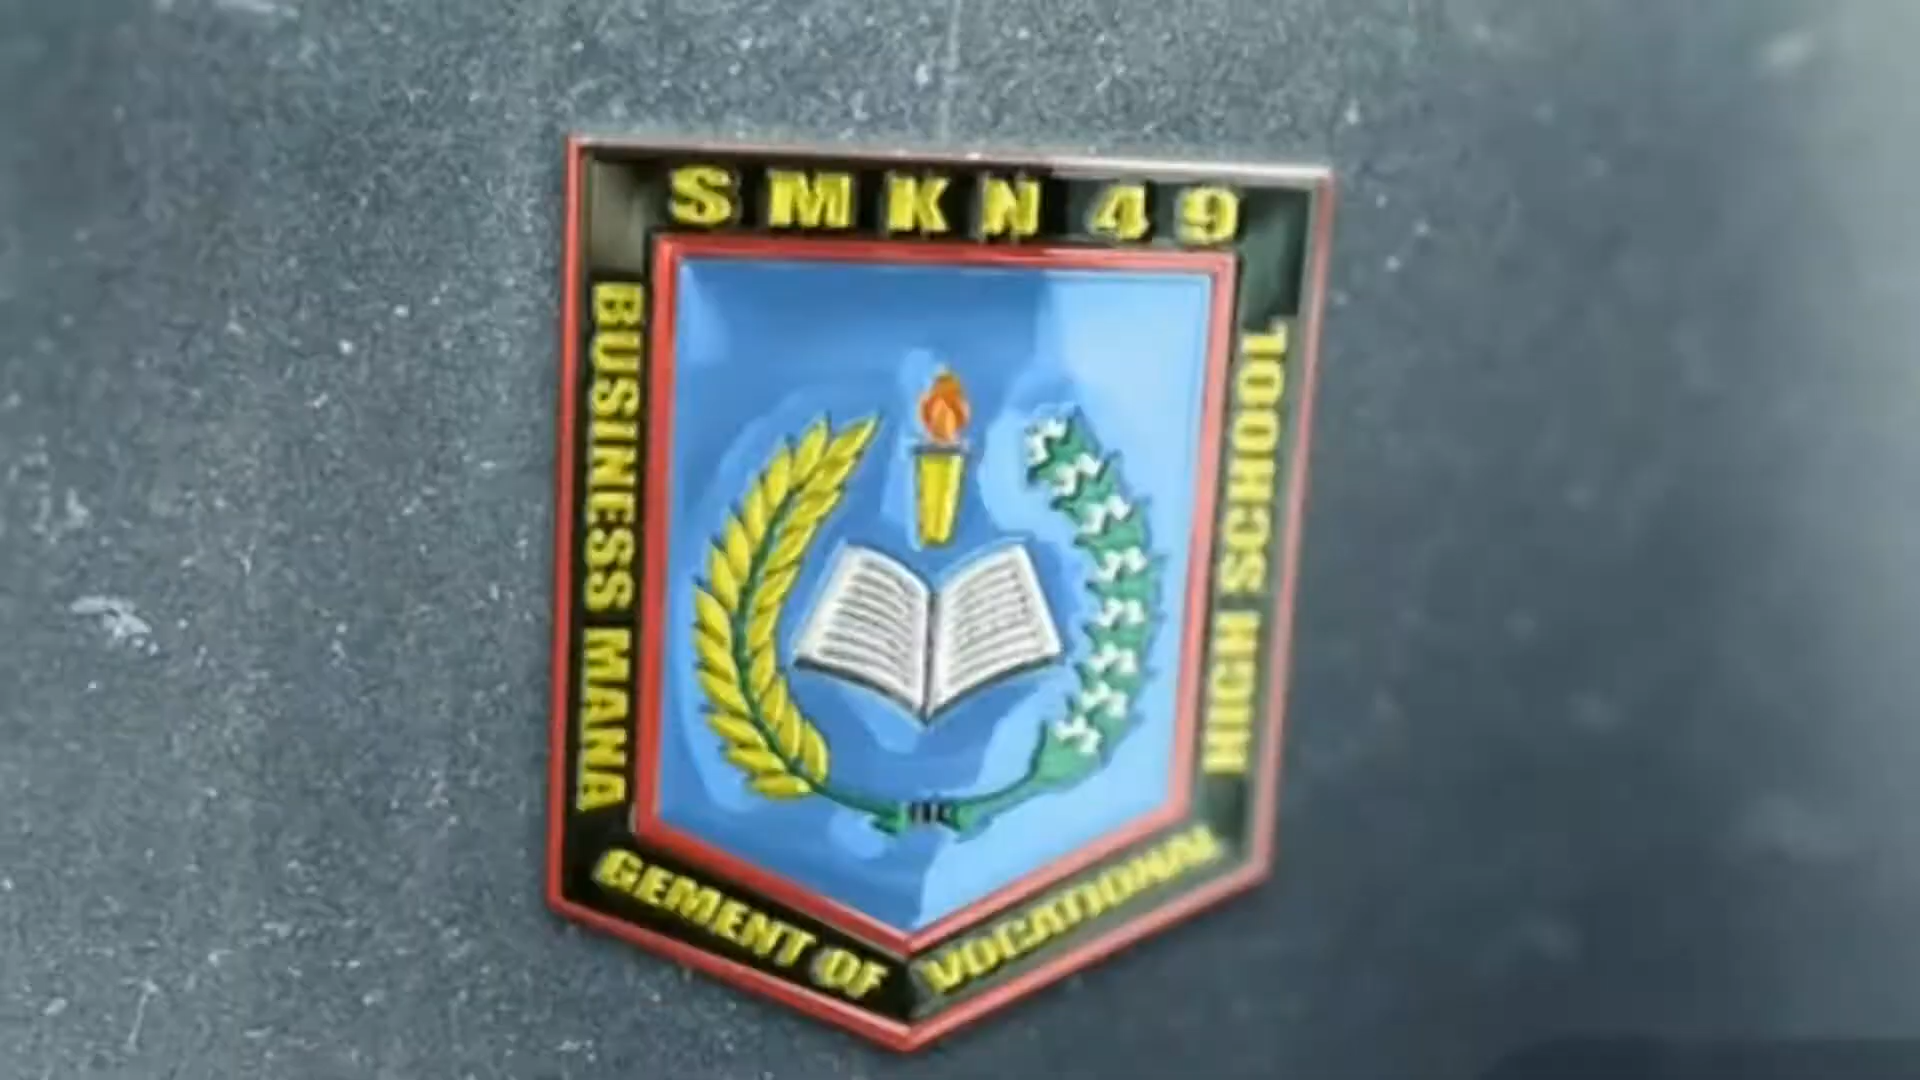 SMKN 49
BUSINESS MANA
GEMENT OF
VOCATIONAL
HIGH SCHOOL